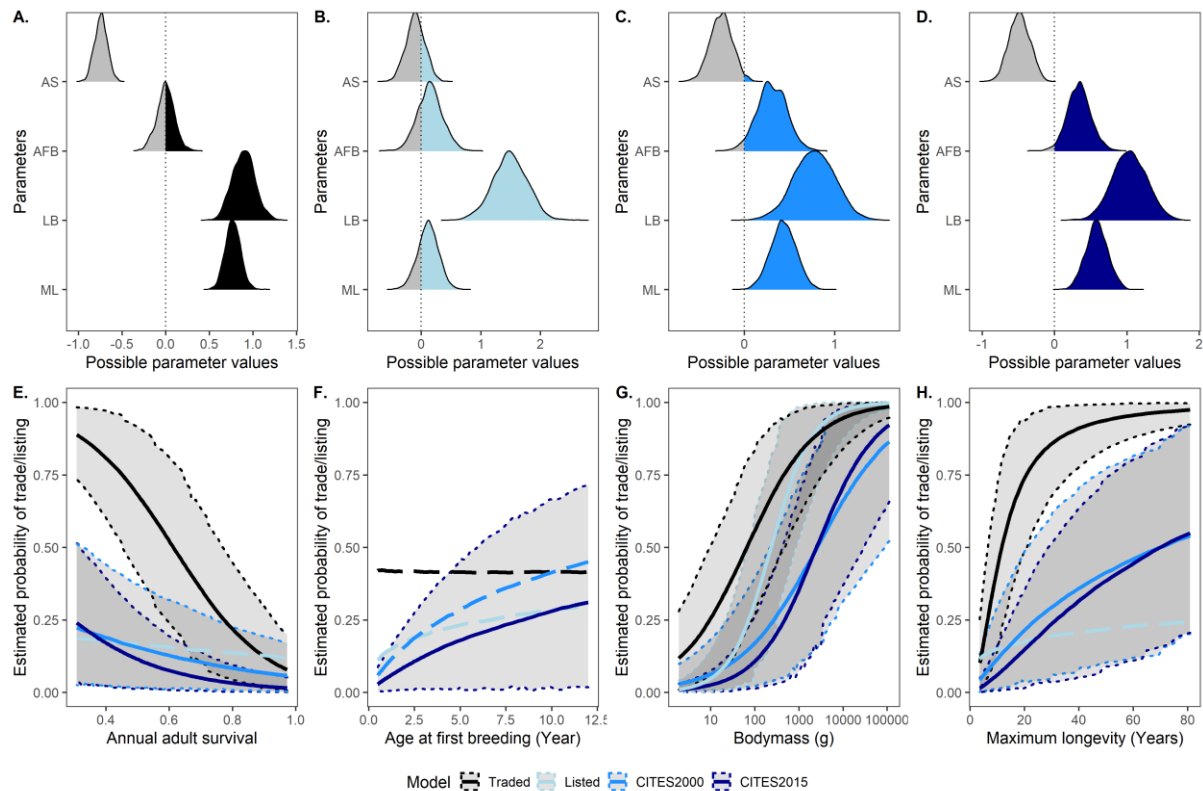 A. B. C. D.
Parameters Parameters Parameters Parameters
AS AS AS AS
AFB AFB AFB AFB
LB LB LB LB
ML ML ML ML
-1.0 -0.5 0.0 0.5 1.0 1.5 0 1 2 0 1 -1 0 1 2
Possible parameter values Possible parameter values Possible parameter values Possible parameter values
E. F. G. H.
Estimated probability of trade/listing Estimated probability of trade/listing Estimated probability of trade/listing Estimated probability of trade/listing
1.00 1.00 1.00 1.00
0.75 0.75 0.75 0.75
0.50 0.50 0.50 0.50
0.25 0.25 0.25 0.25
0.00 0.00 0.00 0.00
0.4 0.6 0.8 1.0 0.0 2.5 5.0 7.5 10.0 12.5 10 100 1000 10000 100000 0 20 40 60 80
Annual adult survival Age at first breeding (Year) Bodymass (g) Maximum longevity (Years)
Model Traded Listed CITES2000 CITES2015